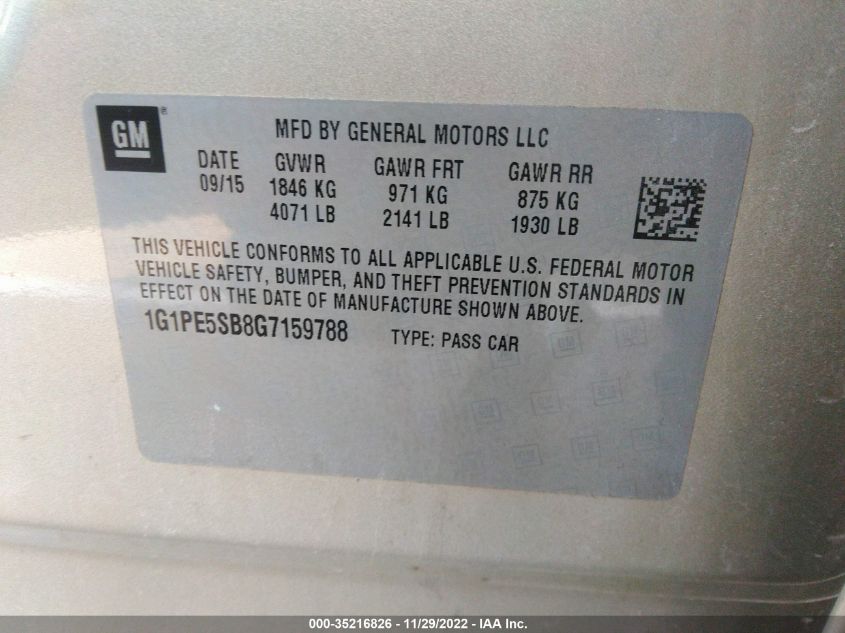 GM ®
MFD BY GENERAL MOTORS LLC
DATE GVWR GAWR FRT GAWR RR
09/15 1846 KG 971 KG 875 KG
4071 LB 2141 LB 1930 LB
THIS VEHICLE CONFORMS TO ALL APPLICABLE U.S. FEDERAL MOTOR
VEHICLE SAFETY, BUMPER, AND THEFT PREVENTION STANDARDS IN
EFFECT ON THE DATE OF MANUFACTURE SHOWN ABOVE.
1G1PE5SB8G7159788 TYPE: PASS CAR
000-35216826 - 11/29/2022 - IAA Inc.